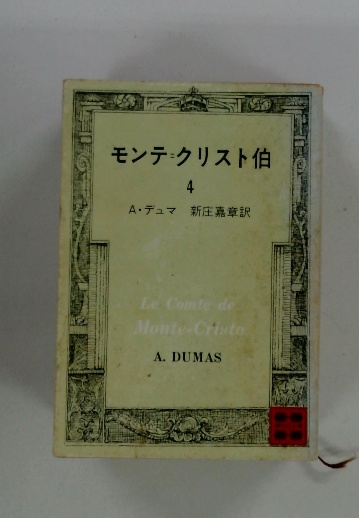 モンテ=クリスト伯
4
A・デュマ 新庄嘉章訳
Le Comte de
Monte-Cristo
A. DUMAS